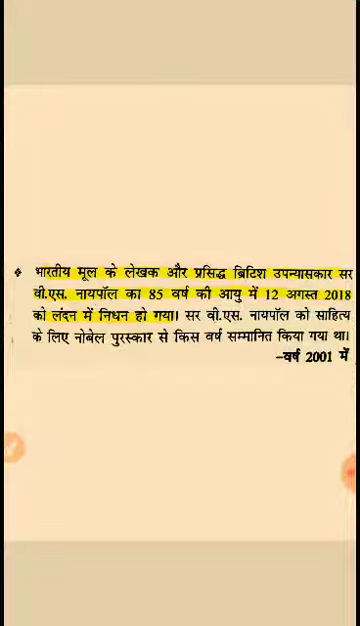 ❖ भारतीय मूल के लेखक और प्रसिद्ध ब्रिटिश उपन्यासकार सर
वी.एस. नायपॉल का 85 वर्ष की आयु में 12 अगस्त 2018
को लंदन में निधन हो गया। सर वी.एस. नायपॉल को साहित्य
के लिए नोबेल पुरस्कार से किस वर्ष सम्मानित किया गया था।
–वर्ष 2001 में